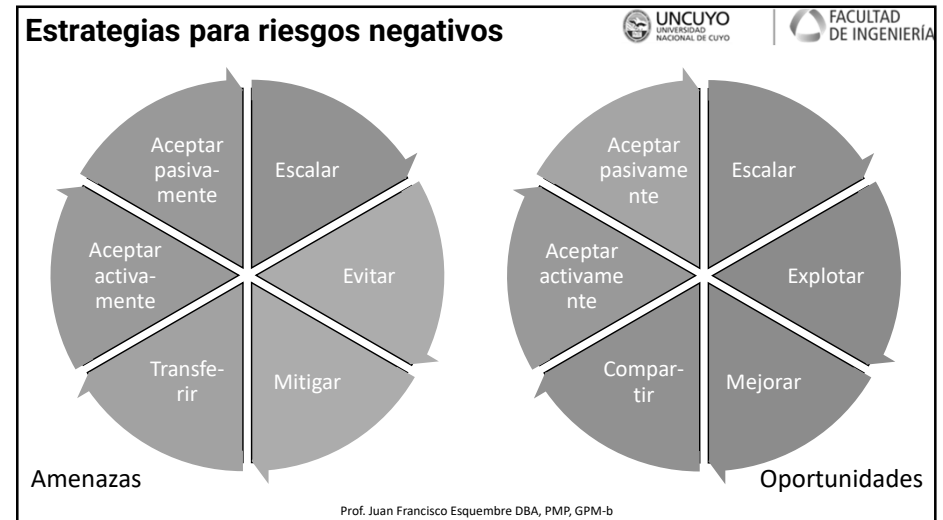 Estrategias para riesgos negativos
UNCUYO
UNIVERSIDAD
NACIONAL DE CUYO
FACULTAD
DE INGENIERÍA
Aceptar
pasiva-
mente
Escalar
Aceptar
activa-
mente
Evitar
Transfe-
rir
Mitigar
Amenazas
Aceptar
pasivame
nte
Escalar
Aceptar
activame
nte
Explotar
Compar-
tir
Mejorar
Oportunidades
Prof. Juan Francisco Esquembre DBA, PMP, GPM-b